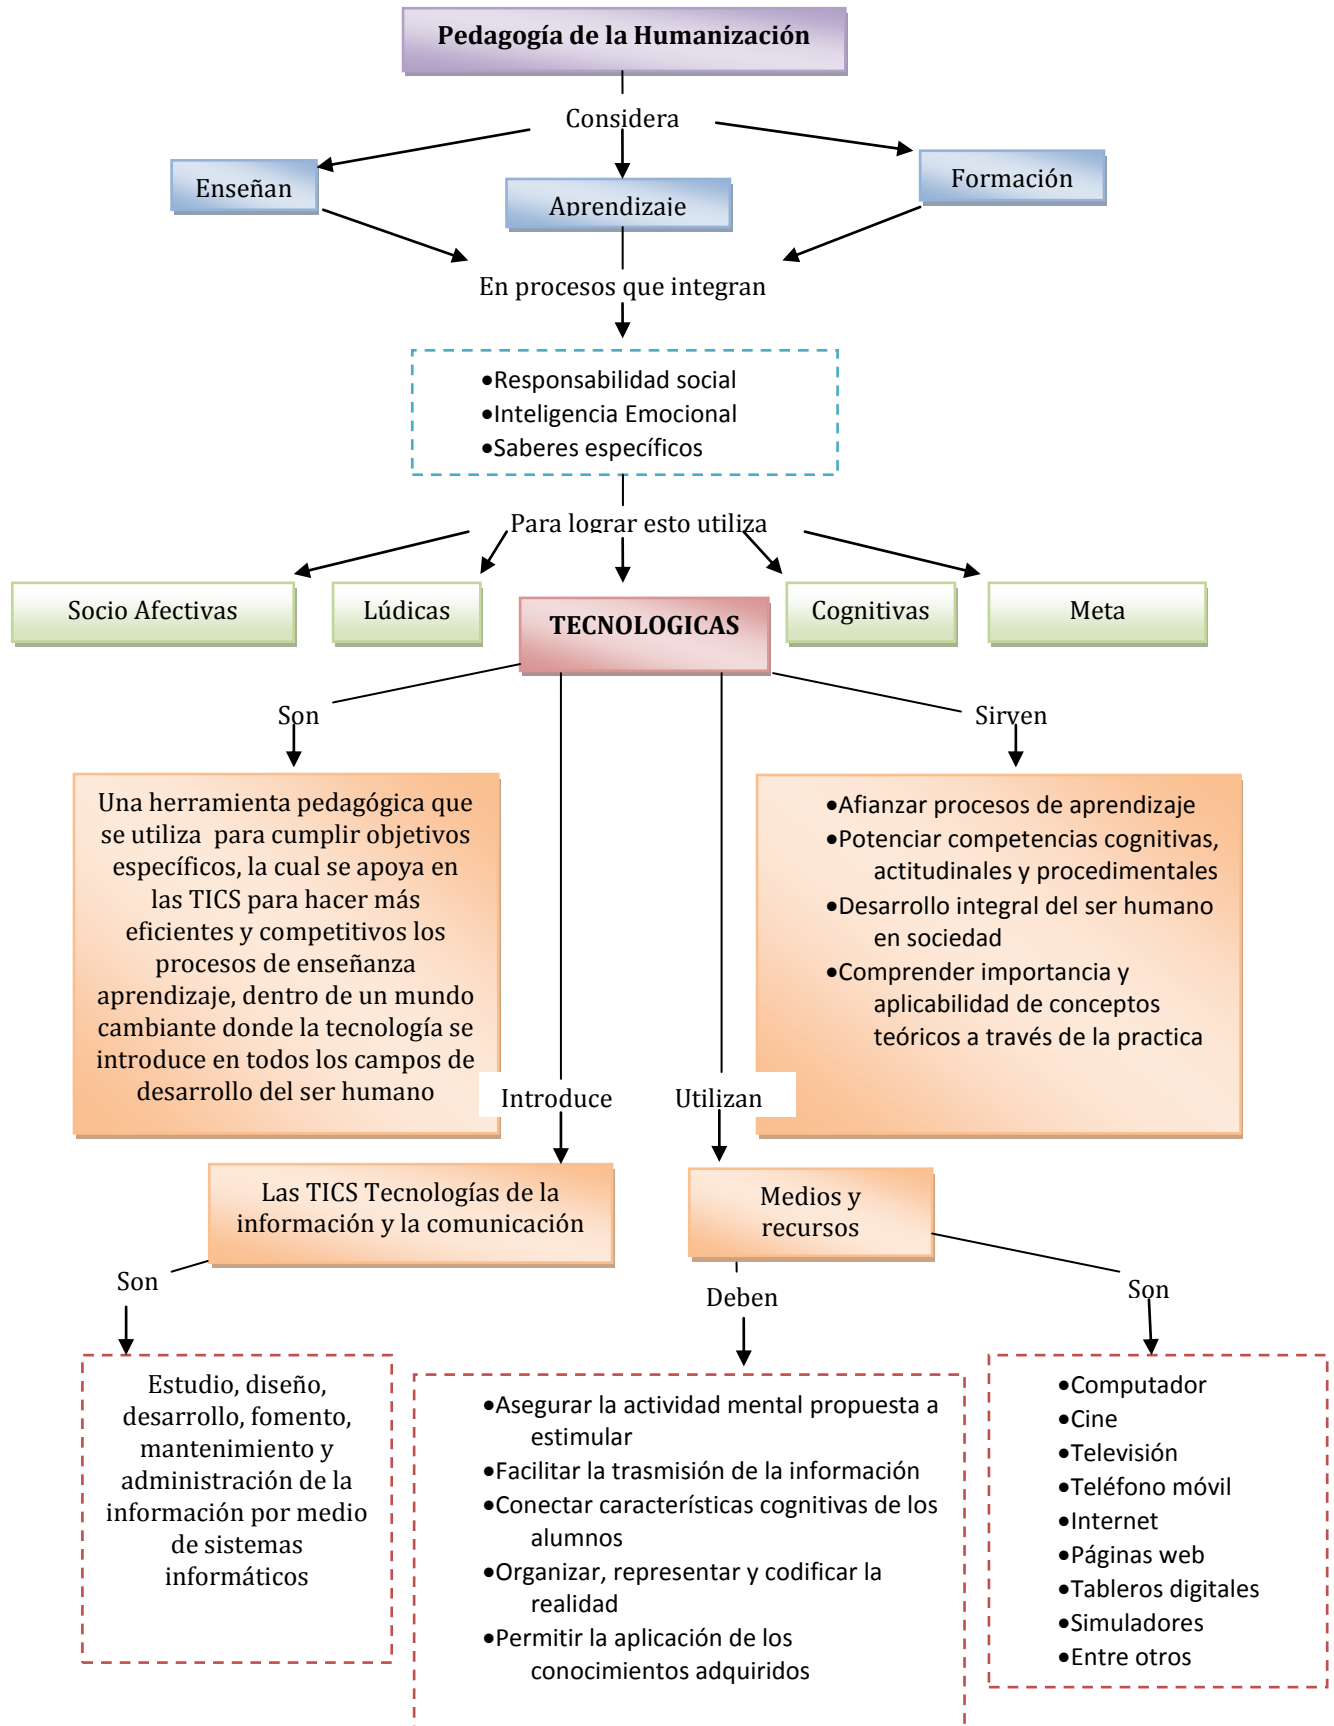 Pedagogía de la Humanización
Considera
Enseñan
Aprendizaje
Formación
En procesos que integran
•Responsabilidad social
•Inteligencia Emocional
•Saberes específicos
Para lograr esto utiliza
Socio Afectivas
Lúdicas
TECNOLOGICAS
Cognitivas
Meta
Son
Sirven
Una herramienta pedagógica que
se utiliza para cumplir objetivos
específicos, la cual se apoya en
las TICS para hacer más
eficientes y competitivos los
procesos de enseñanza
aprendizaje, dentro de un mundo
cambiante donde la tecnología se
introduce en todos los campos de
desarrollo del ser humano
•Afianzar procesos de aprendizaje
•Potenciar competencias cognitivas,
actitudinales y procedimentales
•Desarrollo integral del ser humano
en sociedad
•Comprender importancia y
aplicabilidad de conceptos
teóricos a través de la practica
Introduce
Utilizan
Las TICS Tecnologías de la
información y la comunicación
Medios y
recursos
Son
Deben
Son
Estudio, diseño,
desarrollo, fomento,
mantenimiento y
administración de la
información por medio
de sistemas
informáticos
•Asegurar la actividad mental propuesta a
estimular
•Facilitar la trasmisión de la información
•Conectar características cognitivas de los
alumnos
•Organizar, representar y codificar la
realidad
•Permitir la aplicación de los
conocimientos adquiridos
•Computador
•Cine
•Televisión
•Teléfono móvil
•Internet
•Páginas web
•Tableros digitales
•Simuladores
•Entre otros